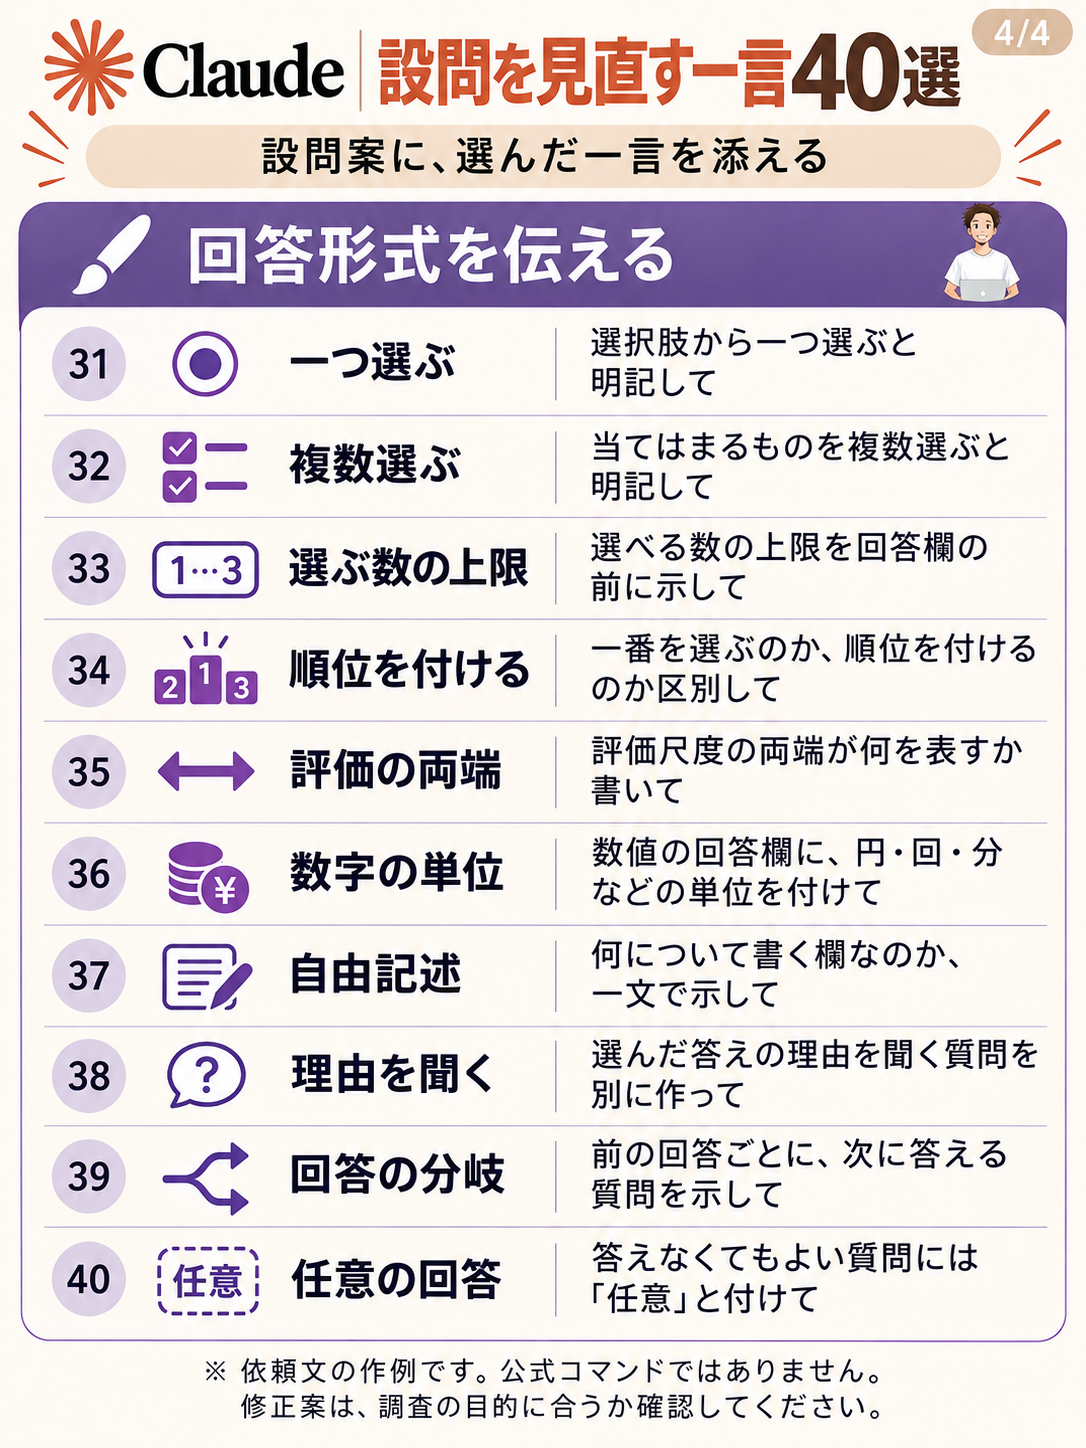 4/4
Claude 設問を見直す一言40選
設問案に、選んだ一言を添える
回答形式を伝える
31 一つ選ぶ 選択肢から一つ選ぶと
明記して
32 複数選ぶ 当てはまるものを複数選ぶと
明記して
33 1…3 選ぶ数の上限 選べる数の上限を回答欄の
前に示して
34 2 1 3 順位を付ける 一番を選ぶのか、順位を付ける
のか区別して
35 評価の両端 評価尺度の両端が何を表すか
書いて
36 ¥ 数字の単位 数値の回答欄に、円・回・分
などの単位を付けて
37 自由記述 何について書く欄なのか、
一文で示して
38 ? 理由を聞く 選んだ答えの理由を聞く質問を
別に作って
39 回答の分岐 前の回答ごとに、次に答える
質問を示して
40 任意 任意の回答 答えなくてもよい質問には
「任意」と付けて
※ 依頼文の作例です。公式コマンドではありません。
修正案は、調査の目的に合うか確認してください。